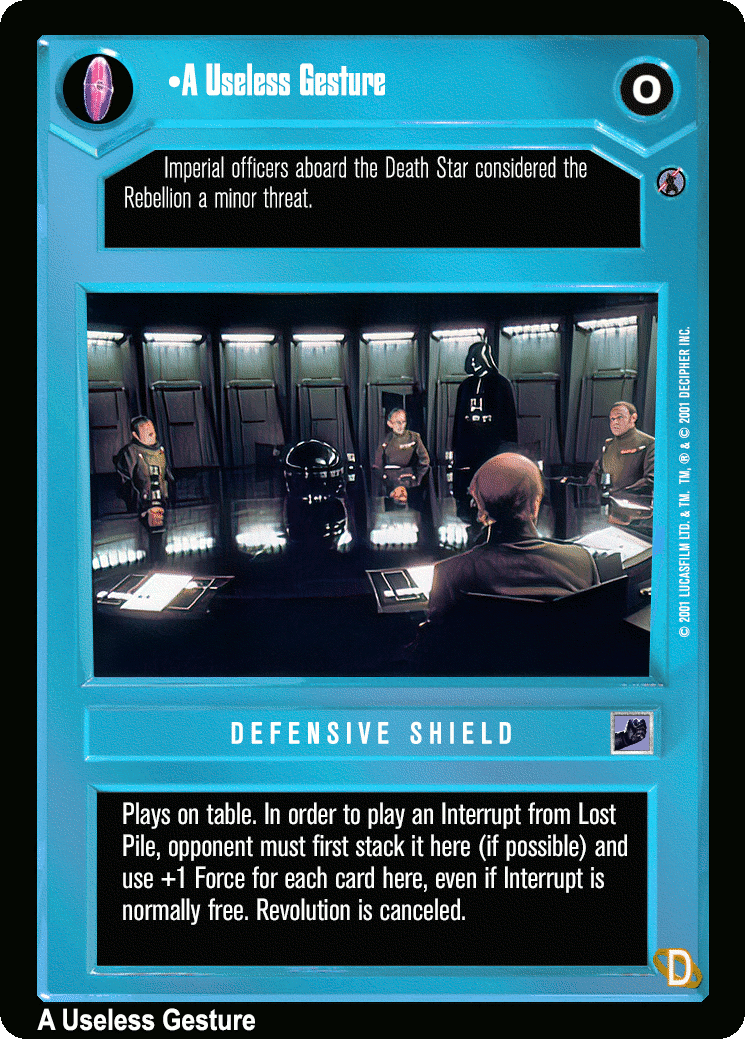 •A Useless Gesture
O
Imperial officers aboard the Death Star considered the
Rebellion a minor threat.
© 2001 LUCASFILM LTD. & TM. TM, ® & © 2001 DECIPHER INC.
DEFENSIVE SHIELD
Plays on table. In order to play an Interrupt from Lost
Pile, opponent must first stack it here (if possible) and
use +1 Force for each card here, even if Interrupt is
normally free. Revolution is canceled.
D
A Useless Gesture